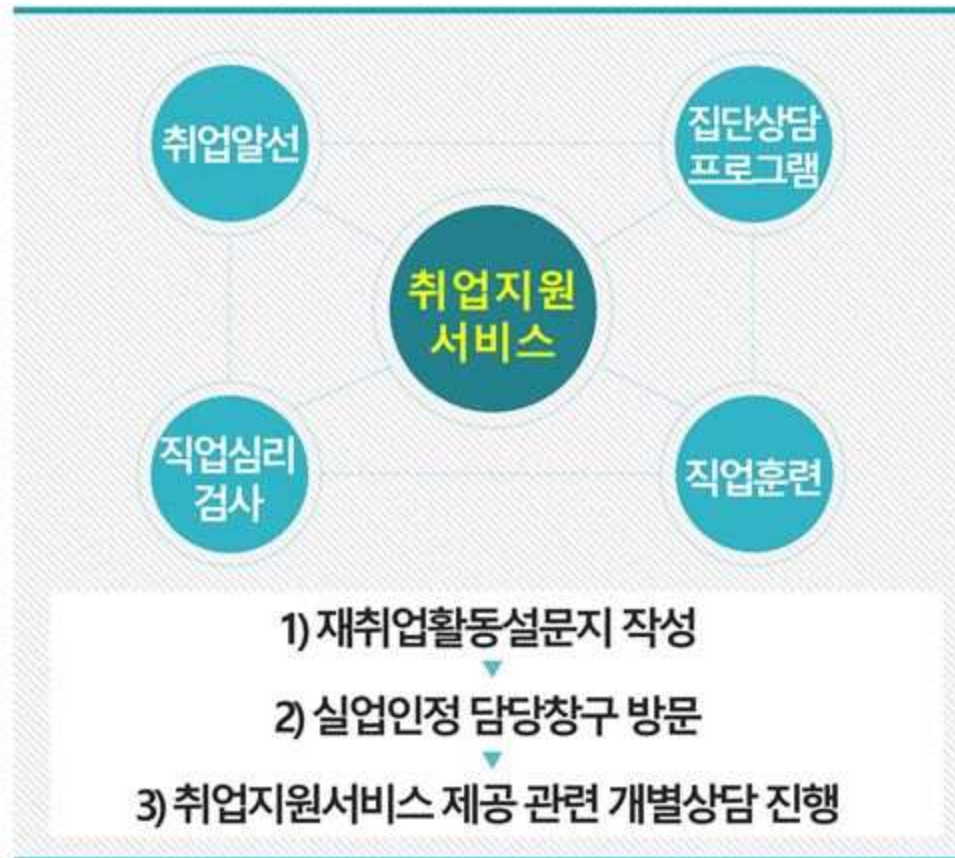 취업알선
집단상담
프로그램
취업지원
서비스
직업심리
검사
직업훈련
1) 재취업활동설문지 작성
2) 실업인정 담당창구 방문
3) 취업지원서비스 제공 관련 개별상담 진행